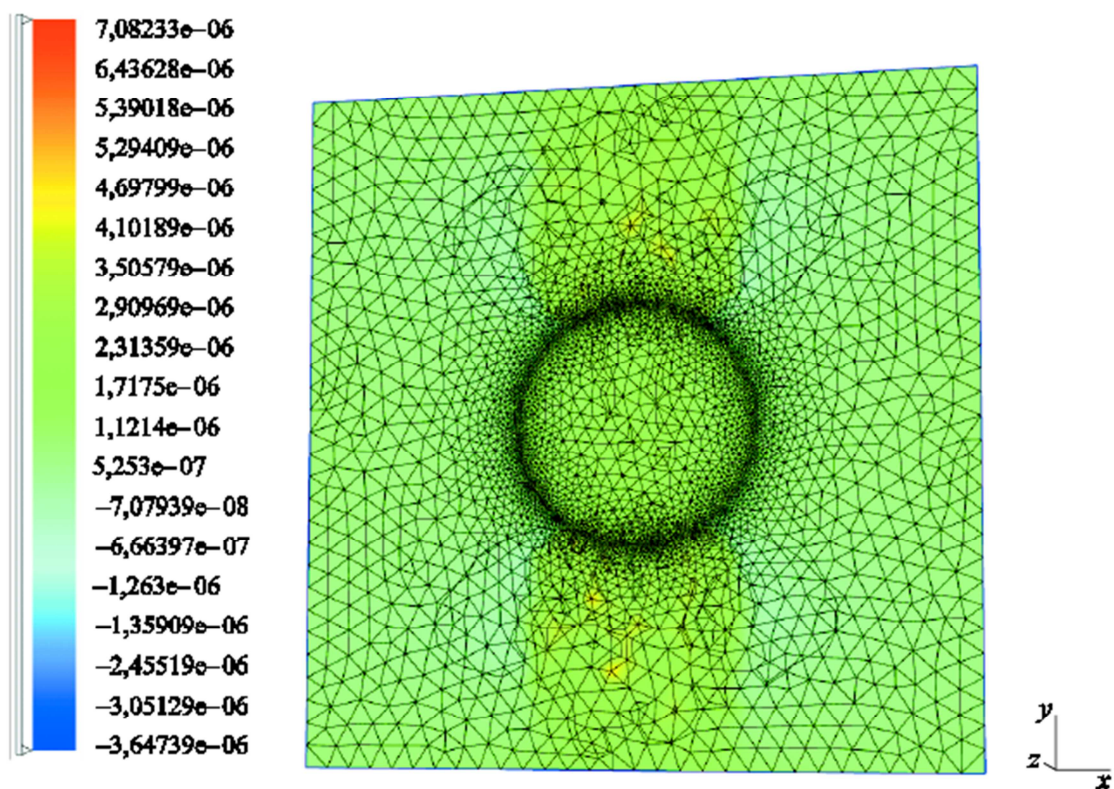 7,08233e–06
6,43628e–06
5,39018e–06
5,29409e–06
4,69799e–06
4,10189e–06
3,50579e–06
2,90969e–06
2,31359e–06
1,7175e–06
1,1214e–06
5,253e–07
–7,07939e–08
–6,66397e–07
–1,263e–06
–1,35909e–06
–2,45519e–06
–3,05129e–06
–3,64739e–06
y
z
x